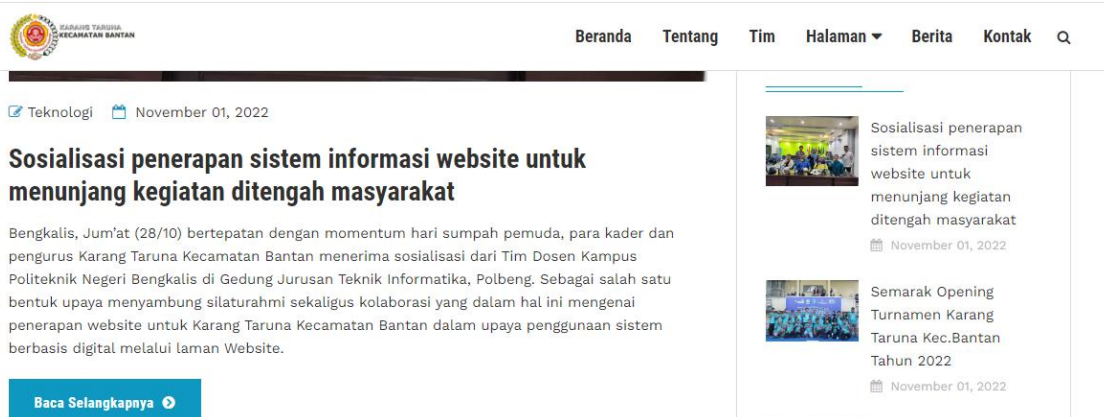 KARANG TARUNA
KECAMATAN BANTAN
Beranda Tentang Tim Halaman Berita Kontak
Teknologi November 01, 2022
Sosialisasi penerapan sistem informasi website untuk
menunjang kegiatan ditengah masyarakat
Bengkalis, Jum'at (28/10) bertepatan dengan momentum hari sumpah pemuda, para kader dan
pengurus Karang Taruna Kecamatan Bantan menerima sosialisasi dari Tim Dosen Kampus
Politeknik Negeri Bengkalis di Gedung Jurusan Teknik Informatika, Polbeng. Sebagai salah satu
bentuk upaya menyambung silaturahmi sekaligus kolaborasi yang dalam hal ini mengenai
penerapan website untuk Karang Taruna Kecamatan Bantan dalam upaya penggunaan sistem
berbasis digital melalui laman Website.
Baca Selangkapnya
Sosialisasi penerapan
sistem informasi
website untuk
menunjang kegiatan
ditengah masyarakat
November 01, 2022
Semarak Opening
Turnamen Karang
Taruna Kec.Bantan
Tahun 2022
November 01, 2022